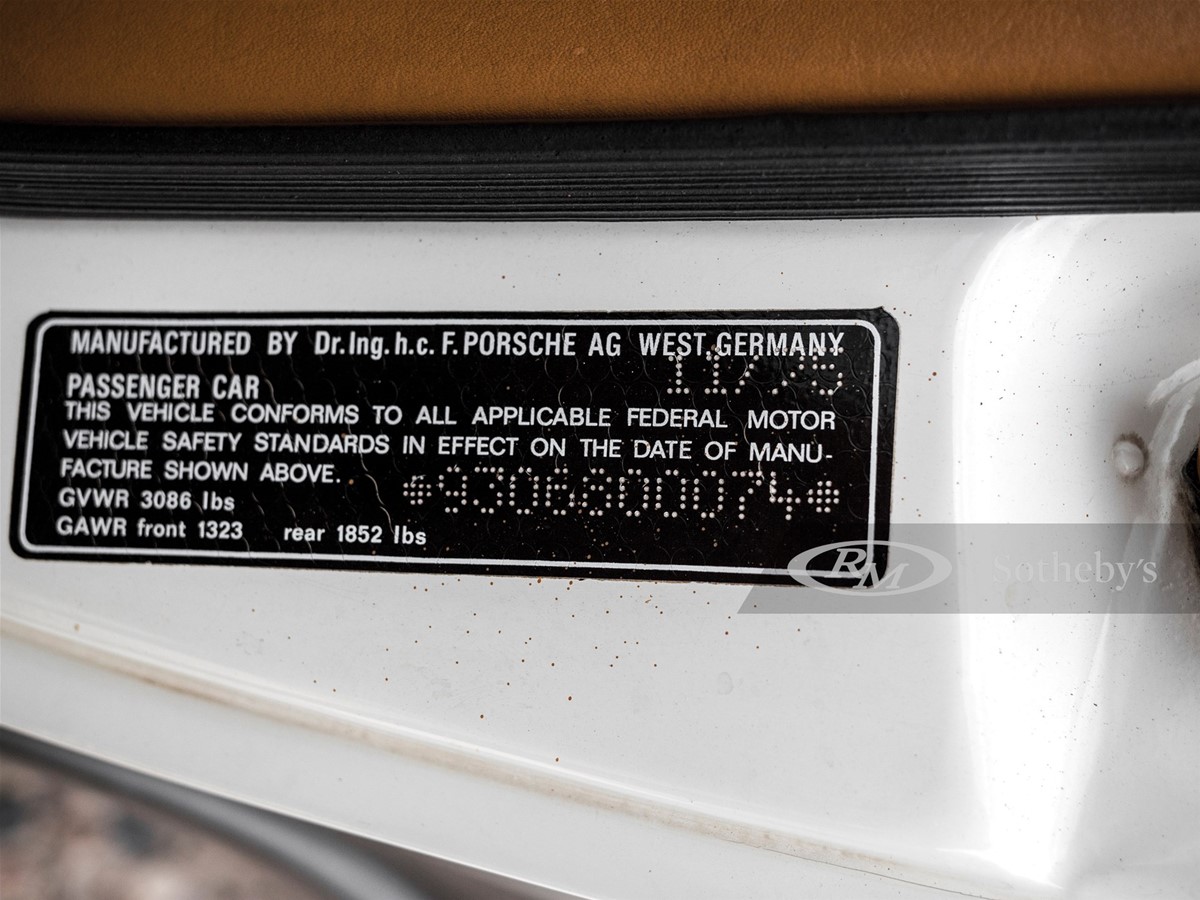 MANUFACTURED BY Dr.Ing.h.c. F.PORSCHE AG WEST GERMANY
11/75
PASSENGER CAR
THIS VEHICLE CONFORMS TO ALL APPLICABLE FEDERAL MOTOR
VEHICLE SAFETY STANDARDS IN EFFECT ON THE DATE OF MANU-
FACTURE SHOWN ABOVE.
*9306800074*
GVWR 3086 lbs
GAWR front 1323 rear 1852 lbs
RM Sotheby's